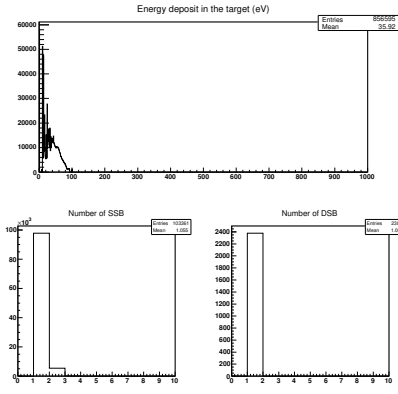 Energy deposit in the target (eV)
Entries 856595
Mean 35.92
60000
50000
40000
30000
20000
10000
0
0 100 200 300 400 500 600 700 800 900 1000
Number of SSB
×10³
Entries 103361
Mean 1.055
100
80
60
40
20
0
0 1 2 3 4 5 6 7 8 9 10
Number of DSB
Entries
Mean
2400
2200
2000
1800
1600
1400
1200
1000
800
600
400
200
0
0 1 2 3 4 5 6 7 8 9 10